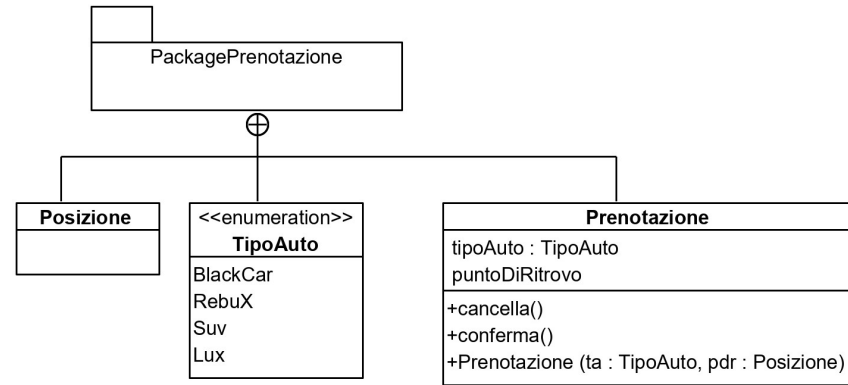 PackagePrenotazione
Posizione
<<enumeration>>
TipoAuto
BlackCar
RebuX
Suv
Lux
Prenotazione
tipoAuto : TipoAuto
puntoDiRitrovo
+cancella()
+conferma()
+Prenotazione (ta : TipoAuto, pdr : Posizione)